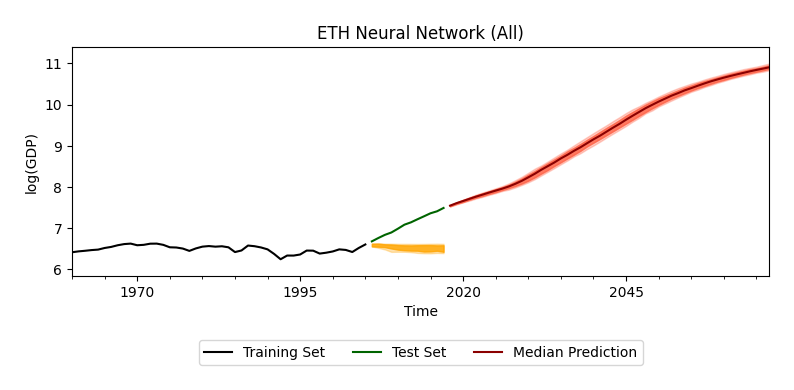 ETH Neural Network (All)
log(GDP)
11
10
9
8
7
6
1970 1995 2020 2045
Time
Training Set Test Set Median Prediction